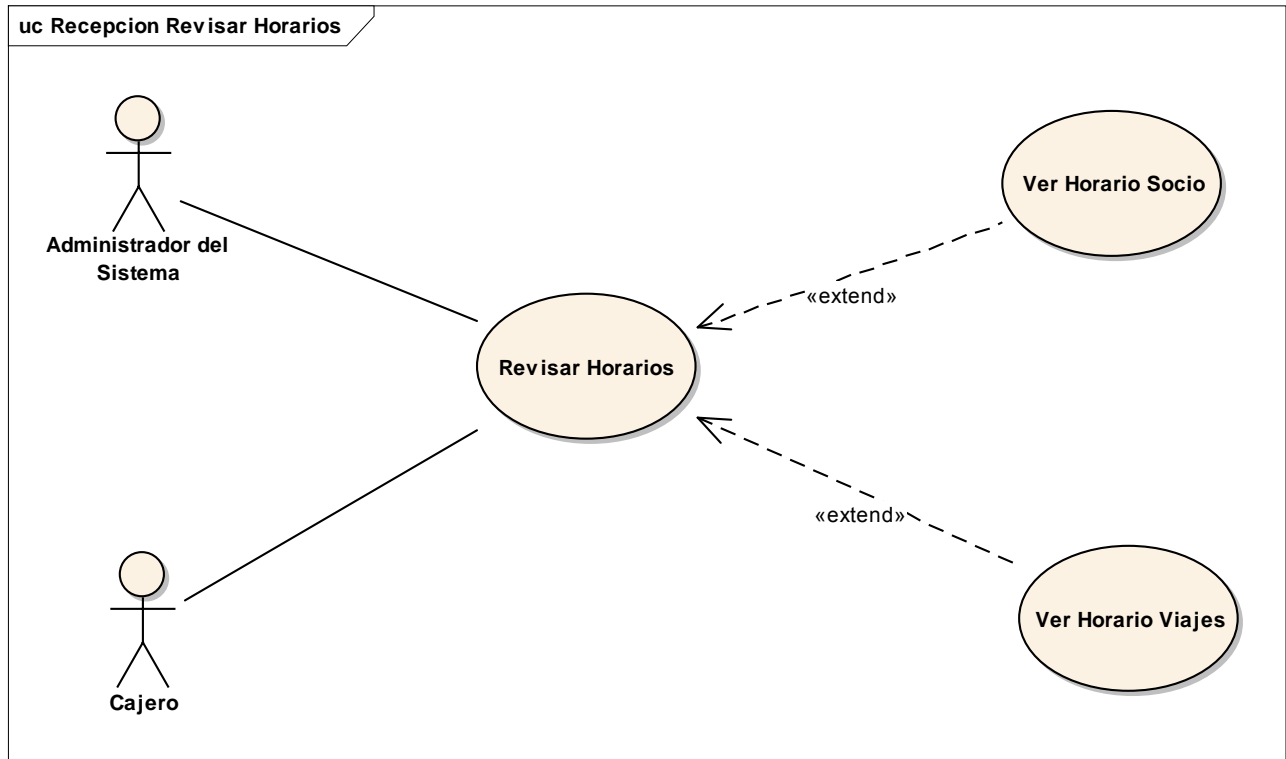 uc Recepcion Revisar Horarios
Administrador del
Sistema
Ver Horario Socio
«extend»
Revisar Horarios
«extend»
Ver Horario Viajes
Cajero